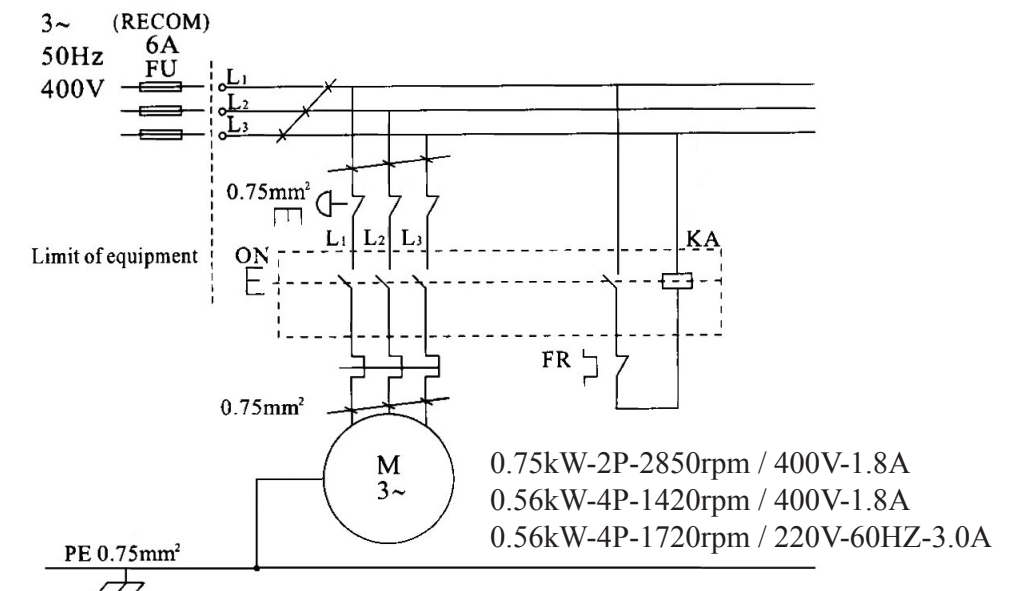 3~ (RECOM)
50Hz 6A
400V FU
L₁
L₂
L₃
0.75mm²
L₁ L₂ L₃
KA
Limit of equipment ON
FR
0.75mm²
M
3~
0.75kW-2P-2850rpm / 400V-1.8A
0.56kW-4P-1420rpm / 400V-1.8A
0.56kW-4P-1720rpm / 220V-60HZ-3.0A
PE 0.75mm²